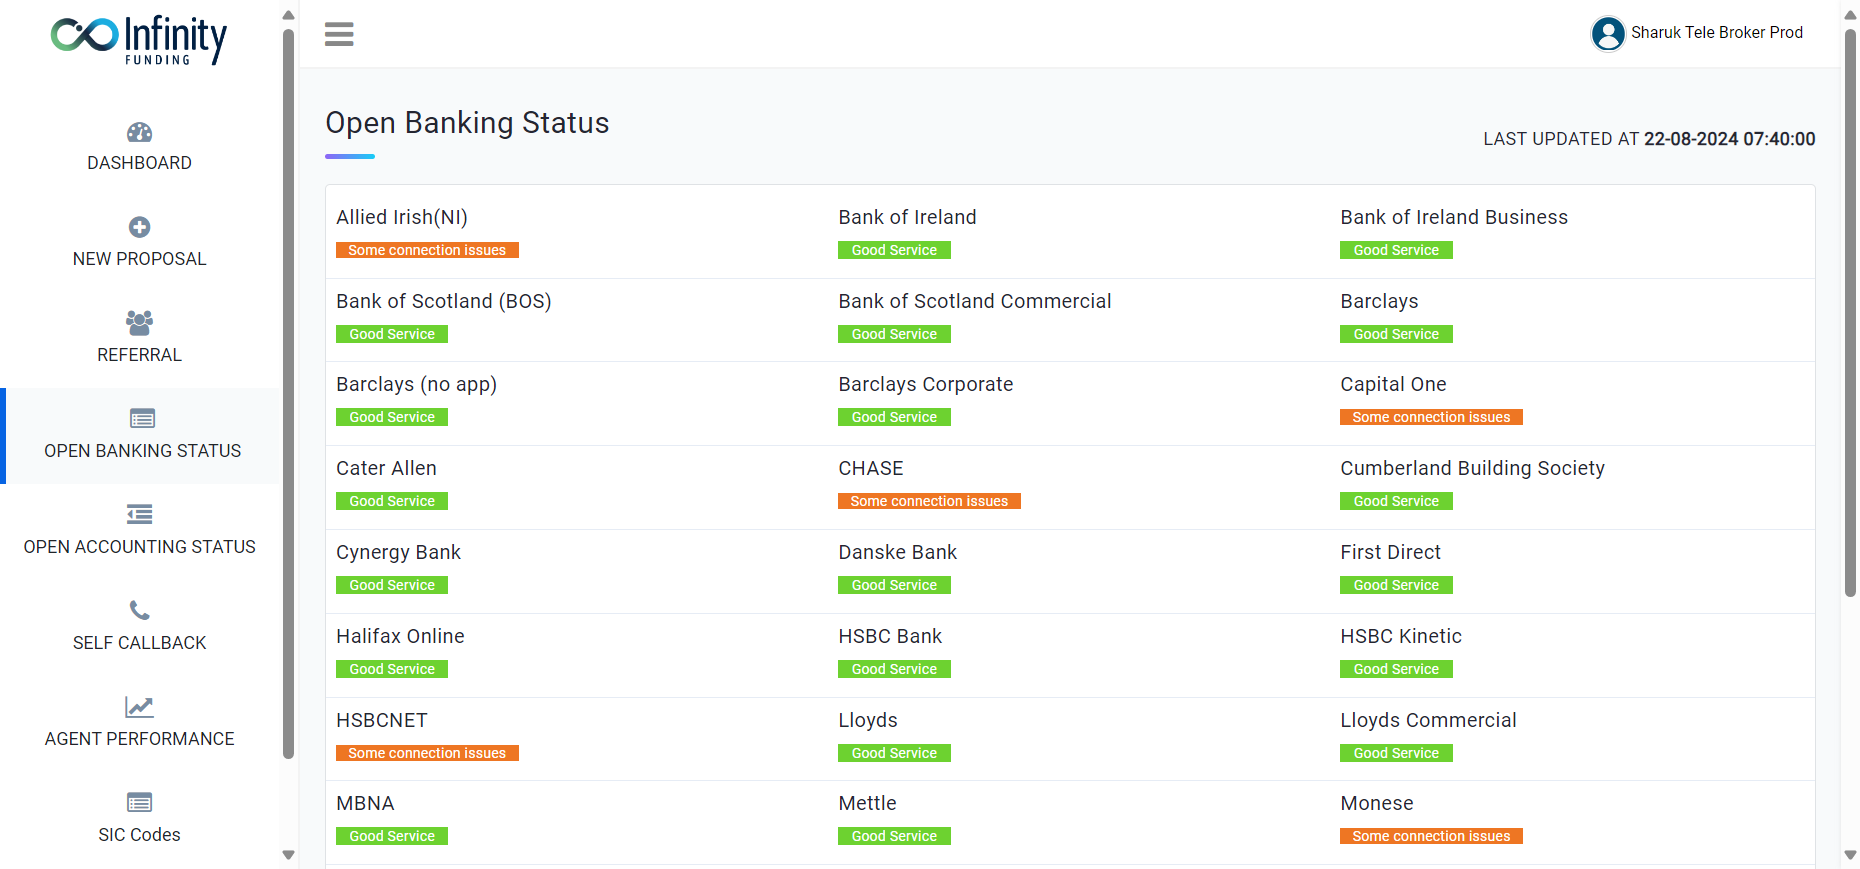 Infinity
FUNDING
Sharuk Tele Broker Prod
DASHBOARD
NEW PROPOSAL
REFERRAL
OPEN BANKING STATUS
OPEN ACCOUNTING STATUS
SELF CALLBACK
AGENT PERFORMANCE
SIC Codes
Open Banking Status
LAST UPDATED AT 22-08-2024 07:40:00
Allied Irish(NI)
Some connection issues
Bank of Ireland
Good Service
Bank of Ireland Business
Good Service
Bank of Scotland (BOS)
Good Service
Bank of Scotland Commercial
Good Service
Barclays
Good Service
Barclays (no app)
Good Service
Barclays Corporate
Good Service
Capital One
Some connection issues
Cater Allen
Good Service
CHASE
Some connection issues
Cumberland Building Society
Good Service
Cynergy Bank
Good Service
Danske Bank
Good Service
First Direct
Good Service
Halifax Online
Good Service
HSBC Bank
Good Service
HSBC Kinetic
Good Service
HSBCNET
Some connection issues
Lloyds
Good Service
Lloyds Commercial
Good Service
MBNA
Good Service
Mettle
Good Service
Monese
Some connection issues